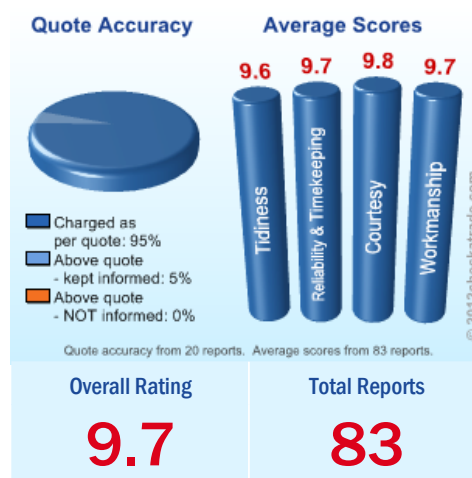 Quote Accuracy
Average Scores
9.6
9.7
9.8
9.7
Tidiness
Reliability & Timekeeping
Courtesy
Workmanship
Charged as
per quote: 95%
Above quote
- kept informed: 5%
Above quote
- NOT informed: 0%
© 2013checkatrade.com
Quote accuracy from 20 reports. Average scores from 83 reports.
Overall Rating
9.7
Total Reports
83